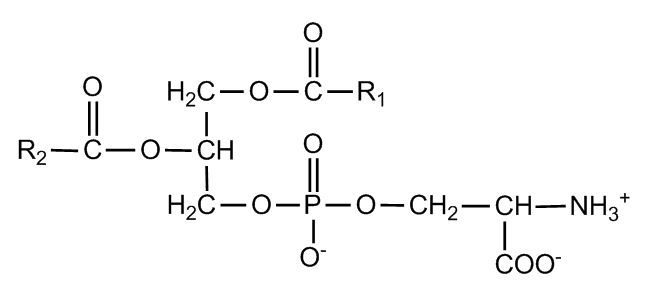 O
H₂C—O—C—R₁
O
R₂—C—O—CH
O
H₂C—O—P—O—CH₂—CH—NH₃⁺
O⁻
COO⁻